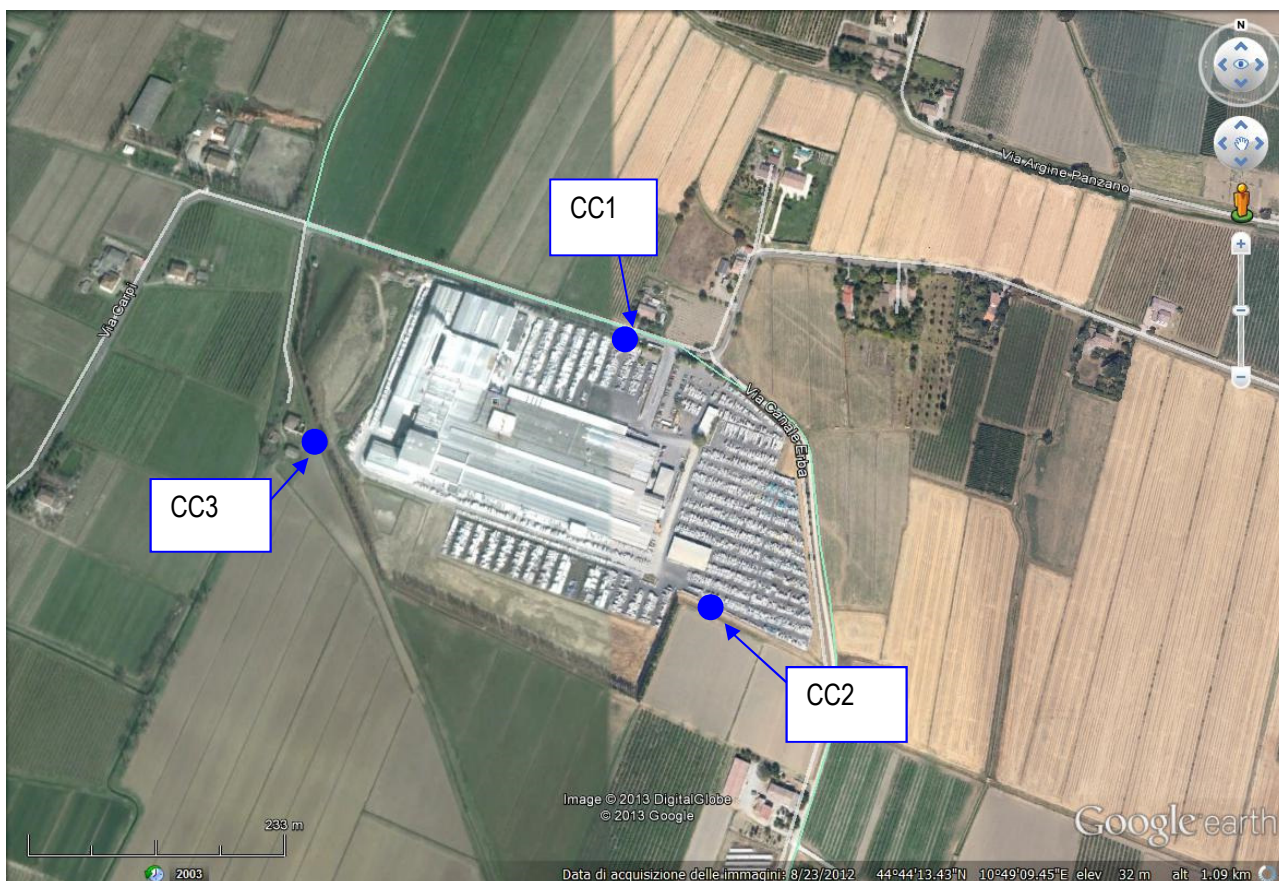 N
Via Argine Panzano
CC1
Via Carpi
Via Canale Erba
CC3
CC2
Image © 2013 DigitalGlobe
© 2013 Google
Google earth
233 m
2003
Data di acquisizione delle immagini: 8/23/2012 44°44'13.43"N 10°49'09.45"E elev 32 m alt 1.09 km